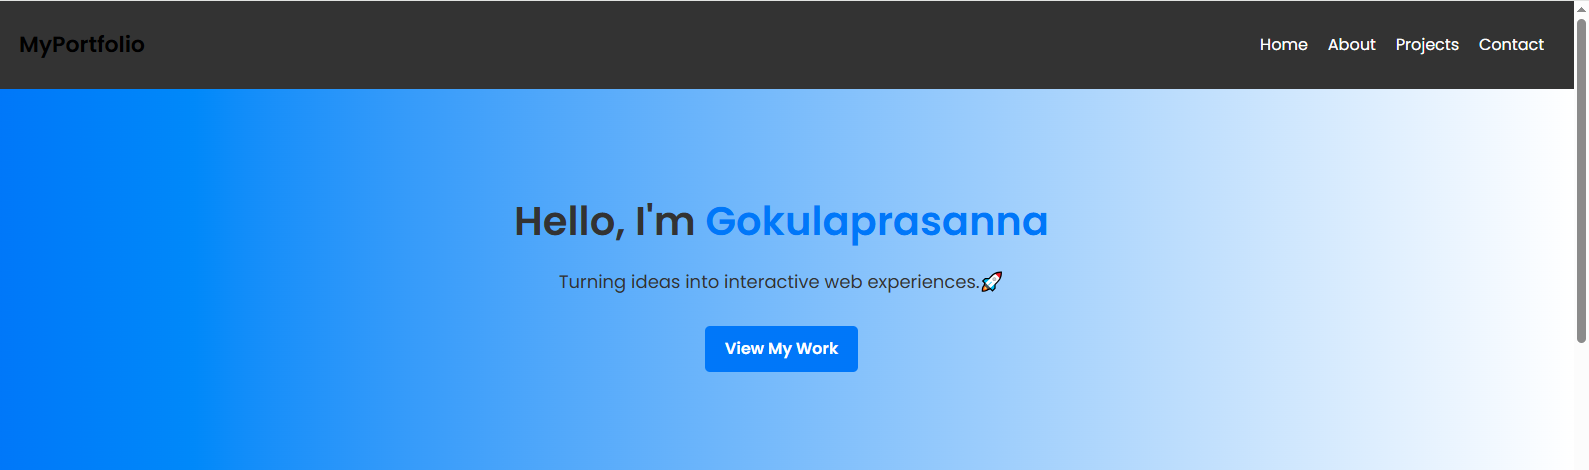 MyPortfolio
Home About Projects Contact
Hello, I'm Gokulaprasanna
Turning ideas into interactive web experiences.🚀
View My Work